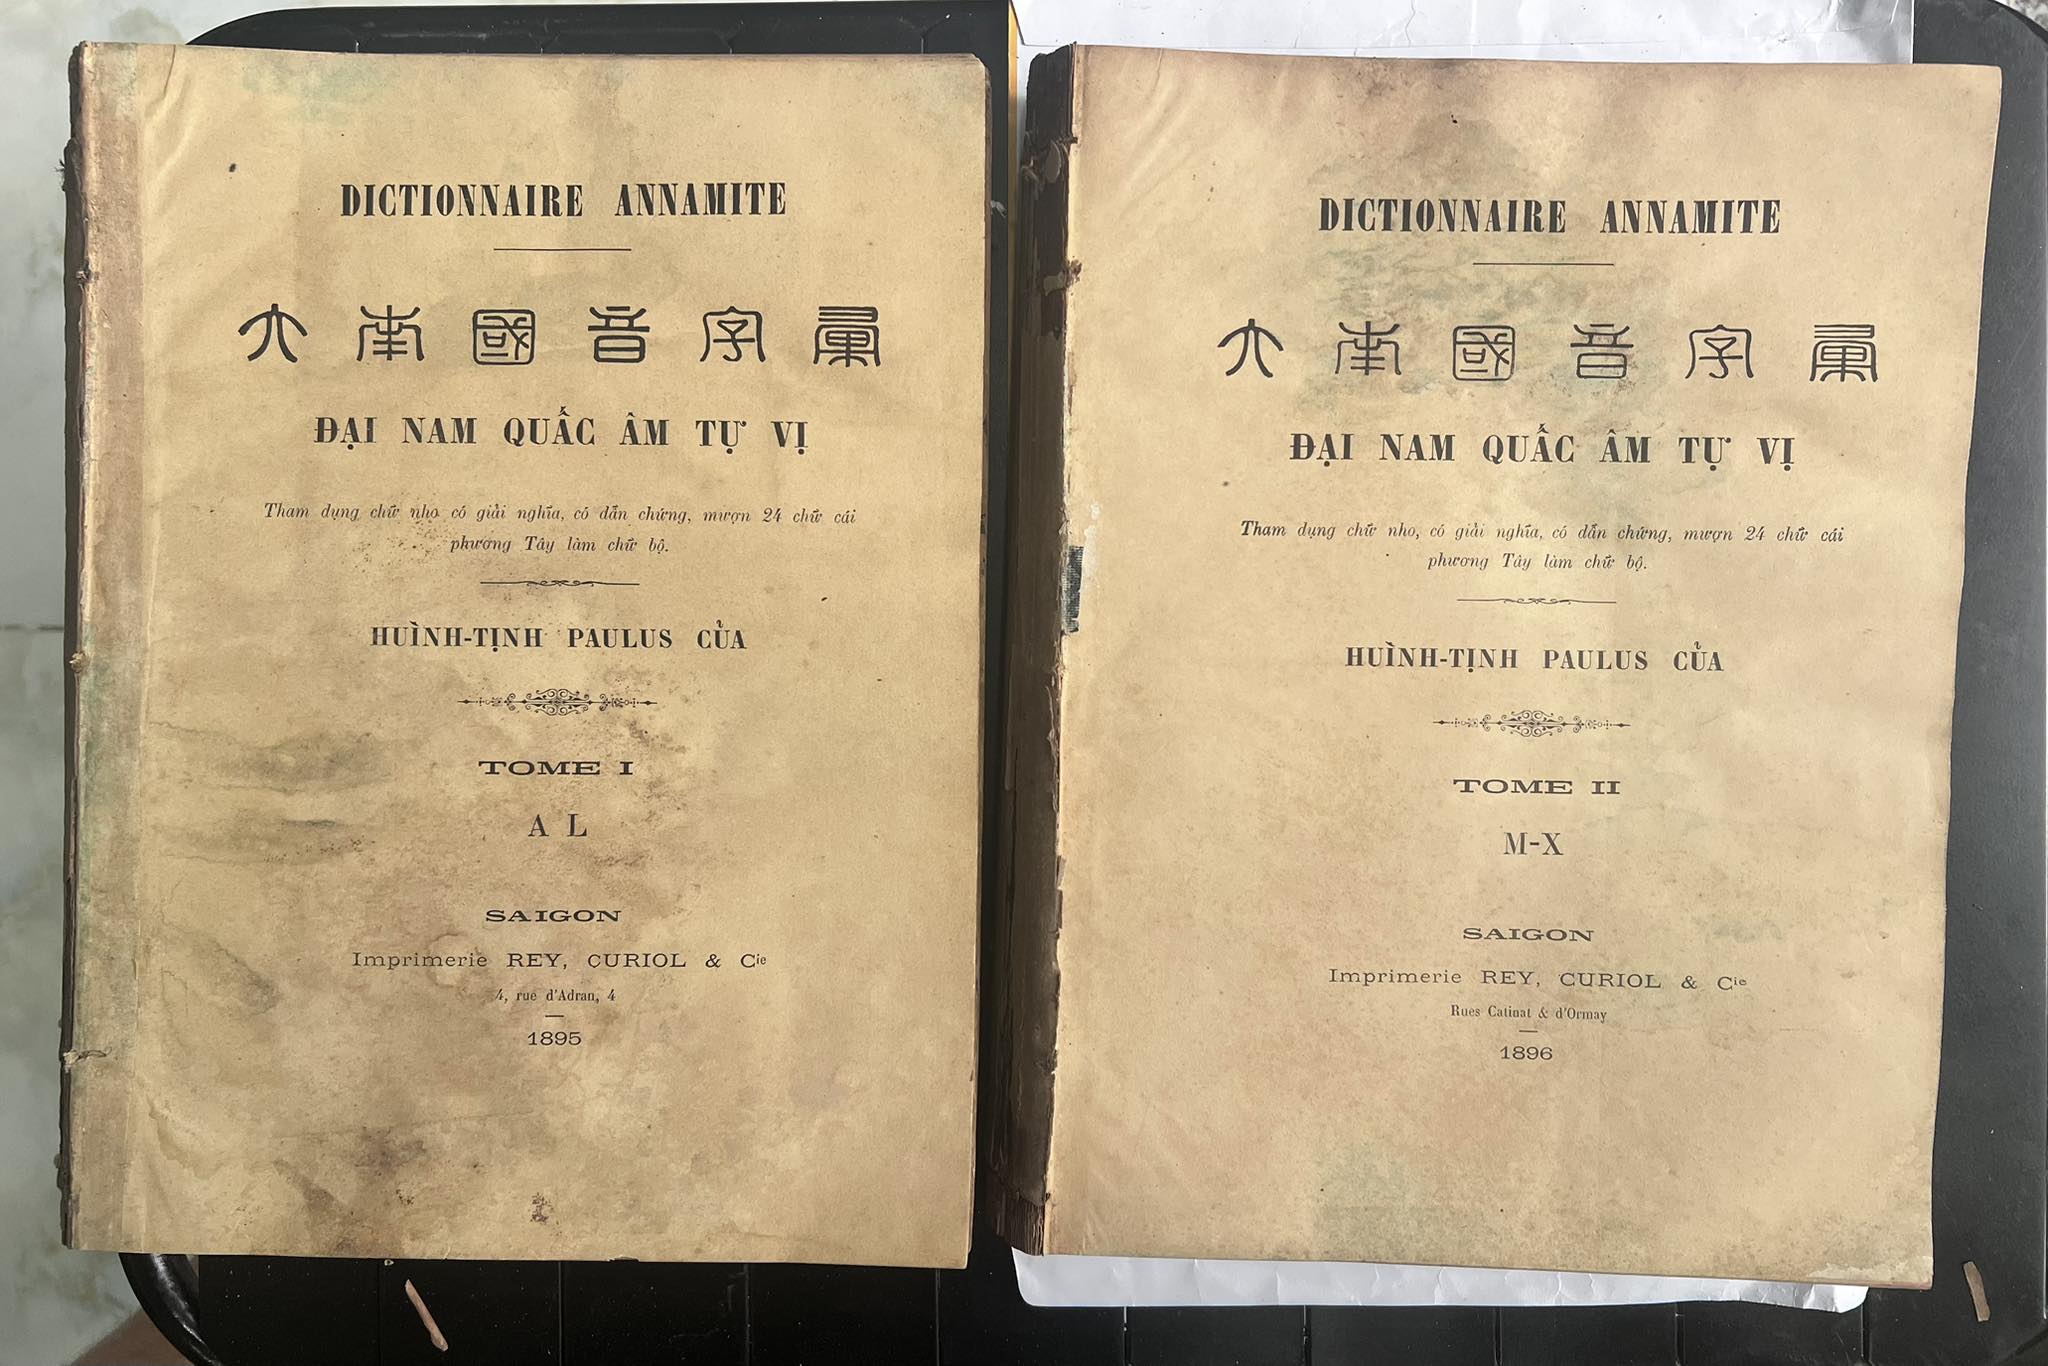 DICTIONNAIRE ANNAMITE
大南國音字彙
ĐẠI NAM QUẤC ÂM TỰ VỊ
Tham dụng chữ nho có giải nghĩa, có dẫn chứng, mượn 24 chữ cái
phương Tây làm chữ bộ.
HUÌNH-TỊNH PAULUS CỦA
TOME I
A L
SAIGON
Imprimerie REY, CURIOL & Cie
4, rue d'Adran, 4
1895
DICTIONNAIRE ANNAMITE
大南國音字彙
ĐẠI NAM QUẤC ÂM TỰ VỊ
Tham dụng chữ nho, có giải nghĩa, có dẫn chứng, mượn 24 chữ cái
phương Tây làm chữ bộ.
HUÌNH-TỊNH PAULUS CỦA
TOME II
M-X
SAIGON
Imprimerie REY, CURIOL & Cie
Rues Catinat & d'Ormay
1896